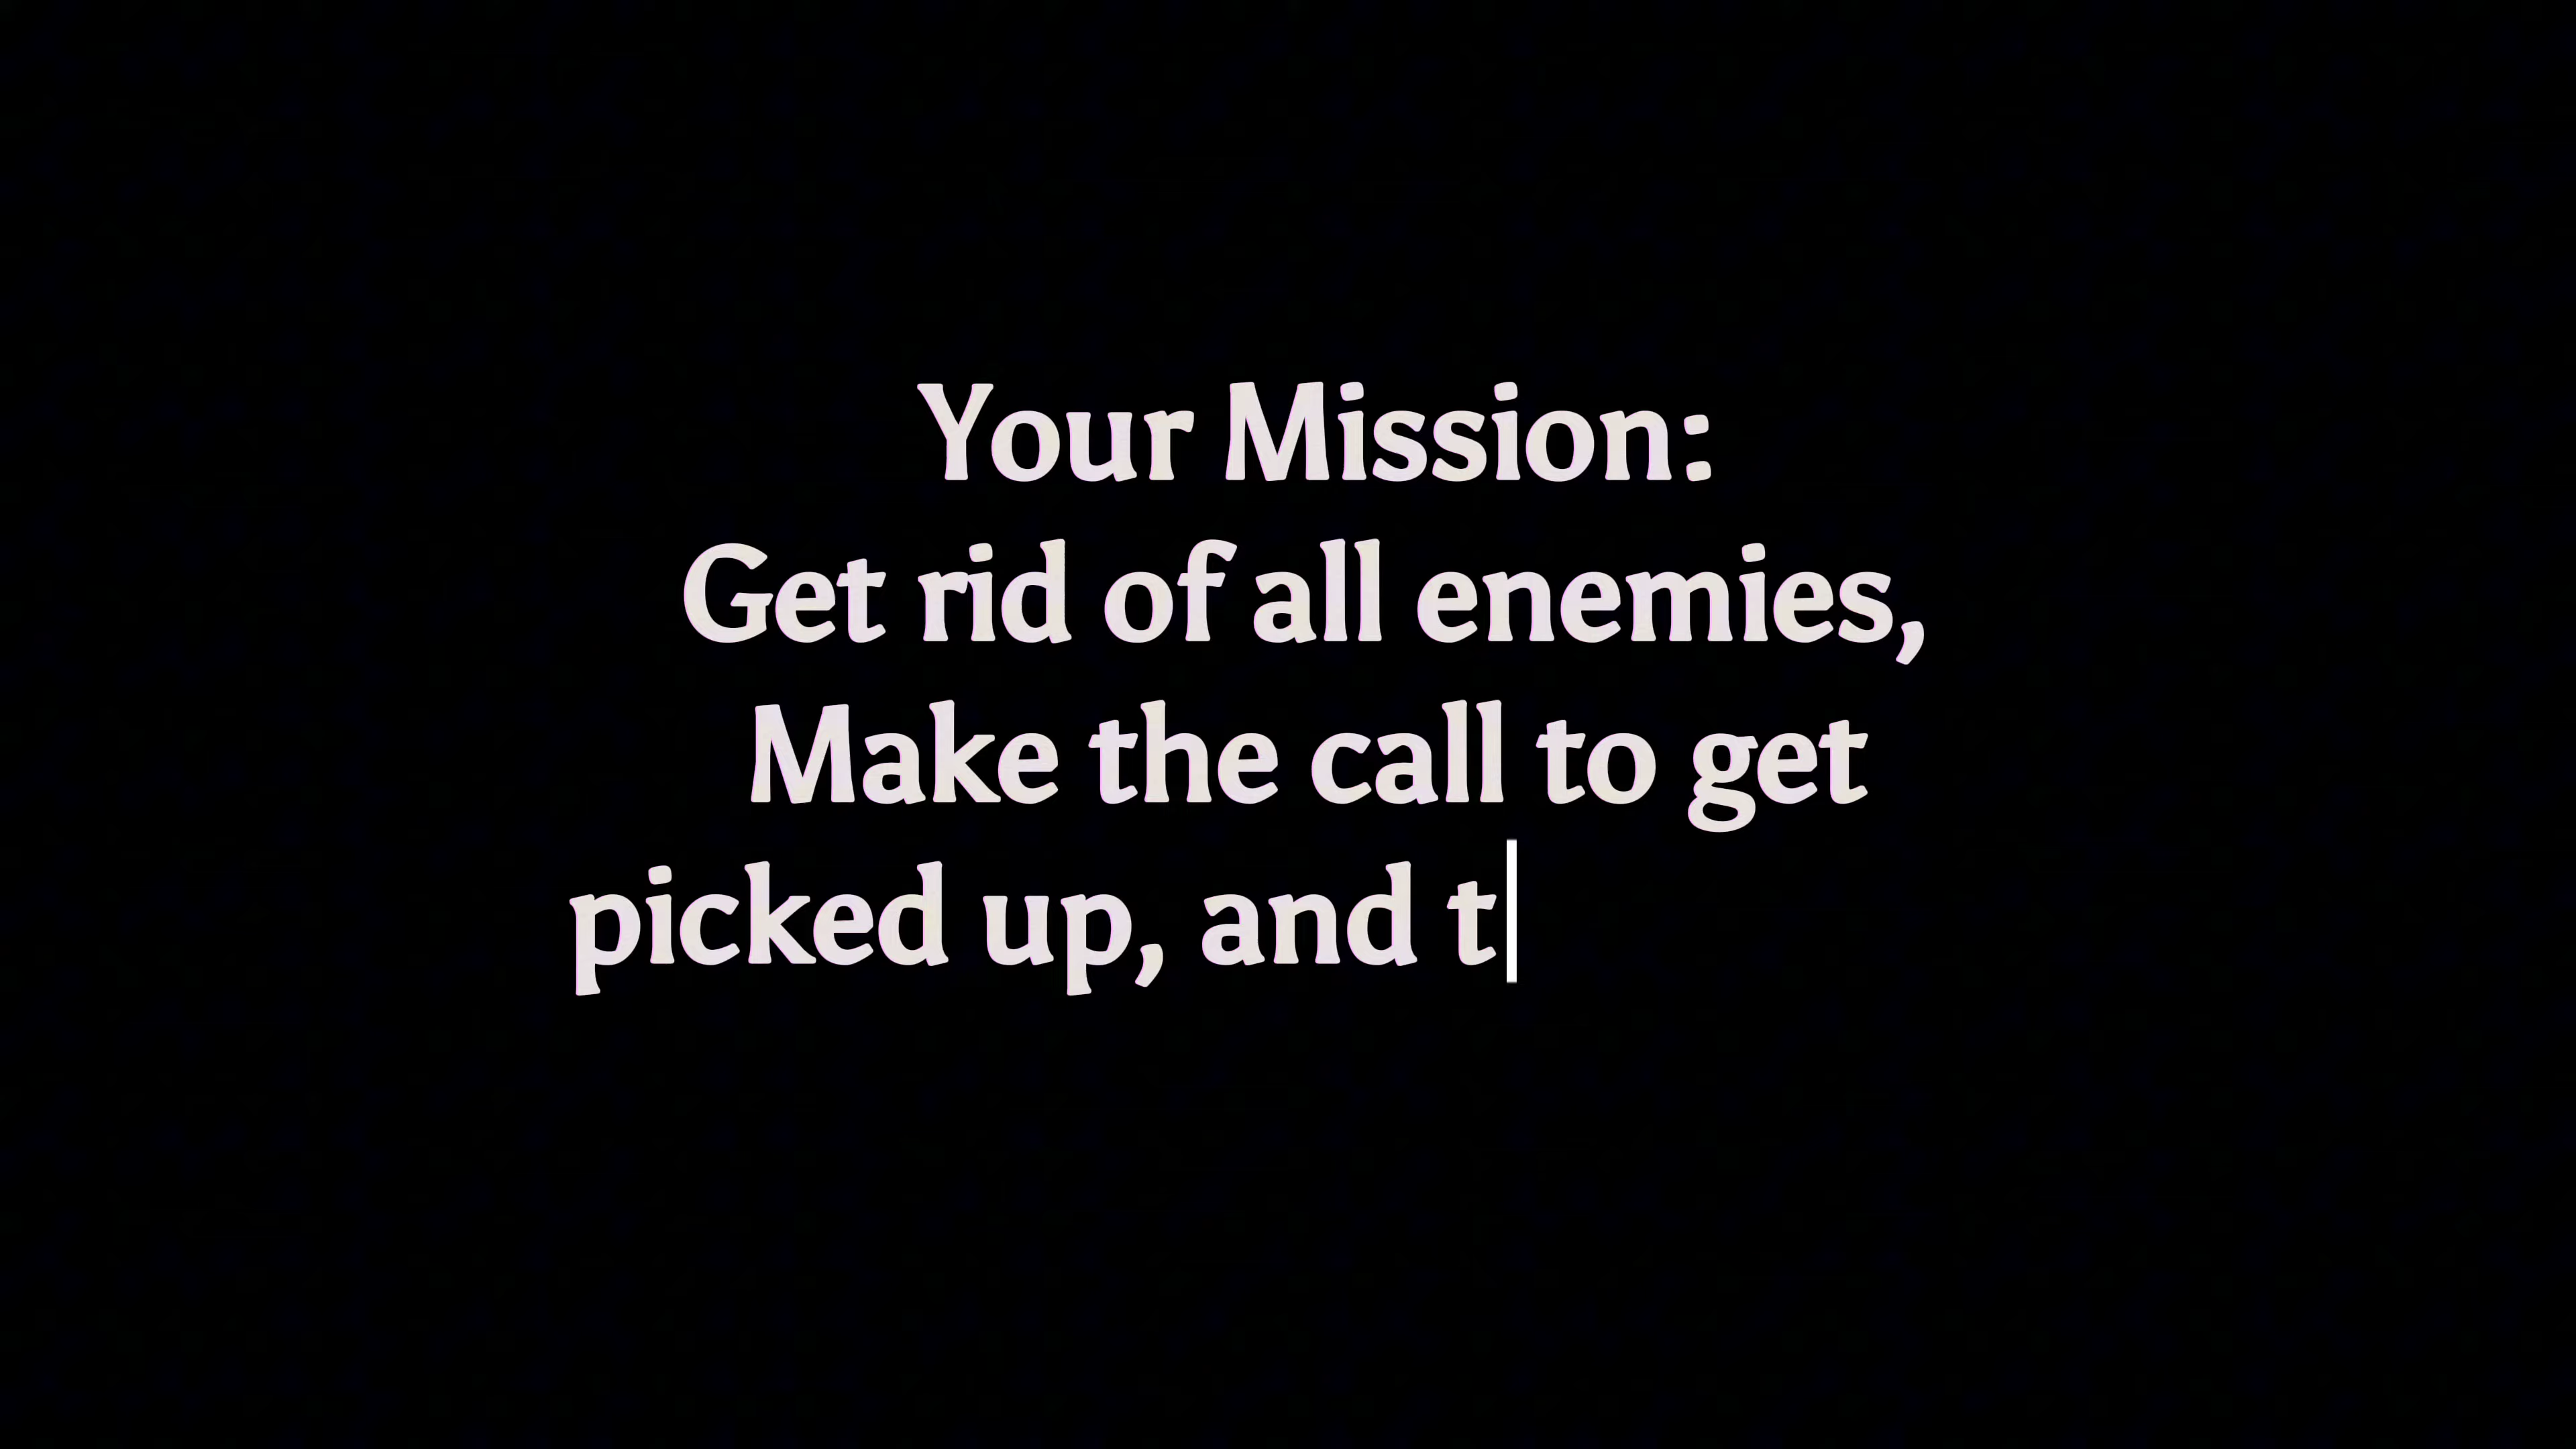 Your Mission:
Get rid of all enemies,
Make the call to get
picked up, and t